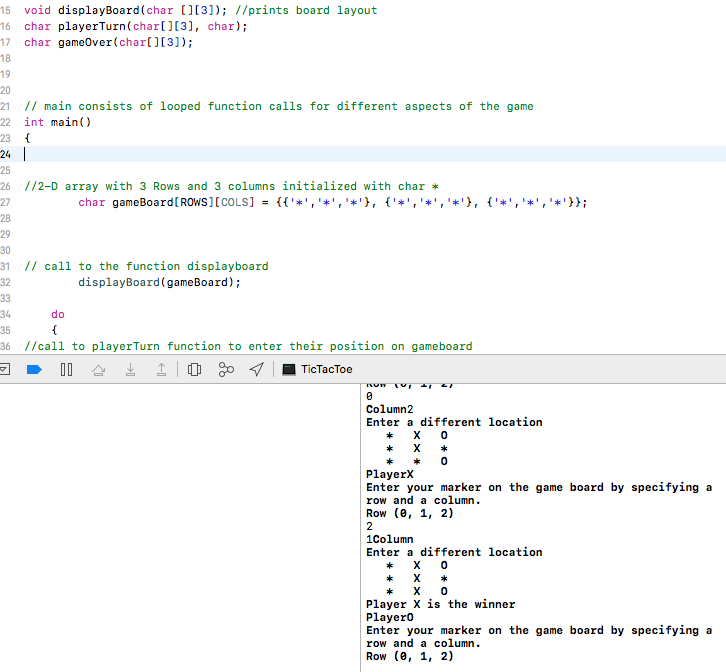 15 void displayBoard(char [][3]); //prints board layout
16 char playerTurn(char[][3], char);
17 char gameOver(char[][3]);
18
19
20
21 // main consists of looped function calls for different aspects of the game
22 int main()
23 {
24
25
26 //2-D array with 3 Rows and 3 columns initialized with char *
27 char gameBoard[ROWS][COLS] = {{'*','*','*'}, {'*','*','*'}, {'*','*','*'}};
28
29
30
31 // call to the function displayboard
32 displayBoard(gameBoard);
33
34 do
35 {
36 //call to playerTurn function to enter their position on gameboard
TicTacToe
Row (0, 1, 2)
0
Column2
Enter a different location
* X O
* X *
* * O
PlayerX
Enter your marker on the game board by specifying a
row and a column.
Row (0, 1, 2)
2
1Column
Enter a different location
* X O
* X *
* X O
Player X is the winner
PlayerO
Enter your marker on the game board by specifying a
row and a column.
Row (0, 1, 2)